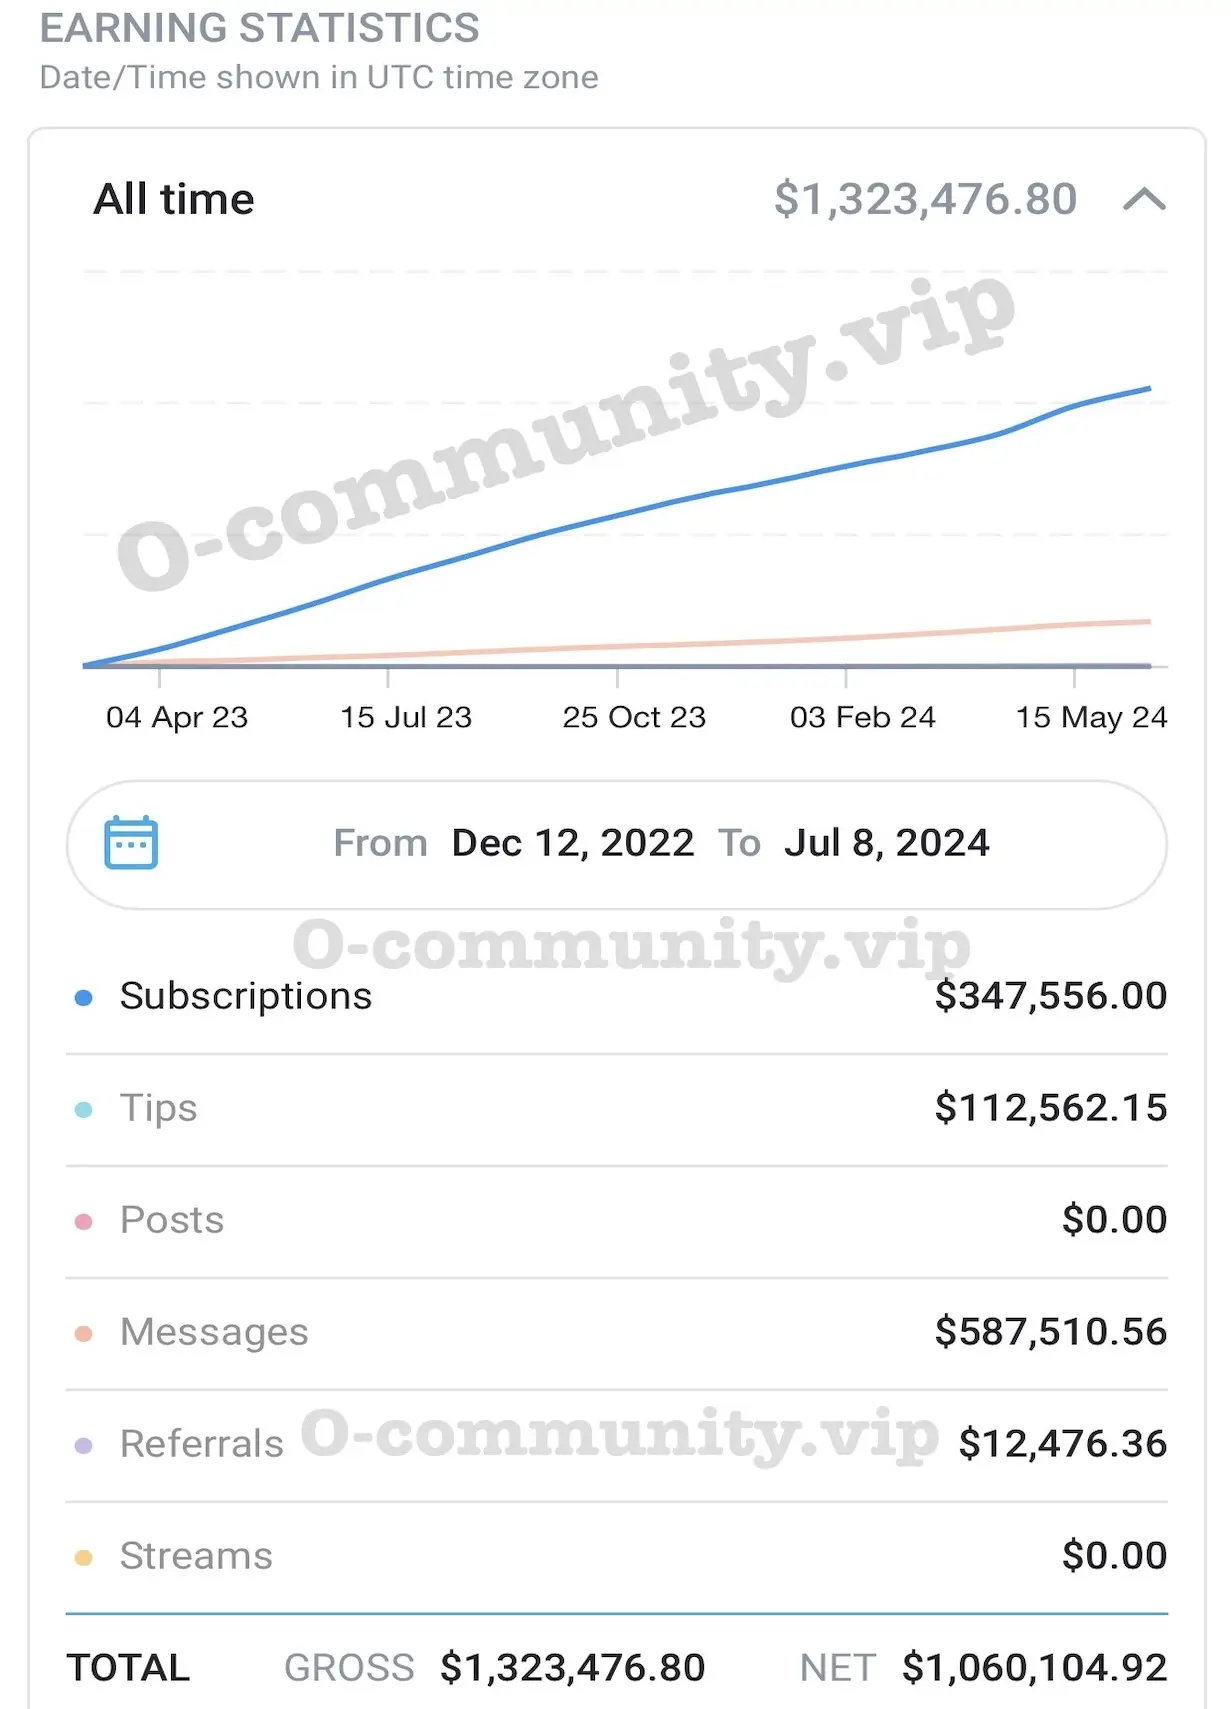 EARNING STATISTICS
Date/Time shown in UTC time zone
All time $1,323,476.80
O-community.vip
04 Apr 23 15 Jul 23 25 Oct 23 03 Feb 24 15 May 24
From Dec 12, 2022 To Jul 8, 2024
O-community.vip
Subscriptions $347,556.00
Tips $112,562.15
Posts $0.00
Messages $587,510.56
Referrals O-community.vip $12,476.36
Streams $0.00
TOTAL GROSS $1,323,476.80 NET $1,060,104.92